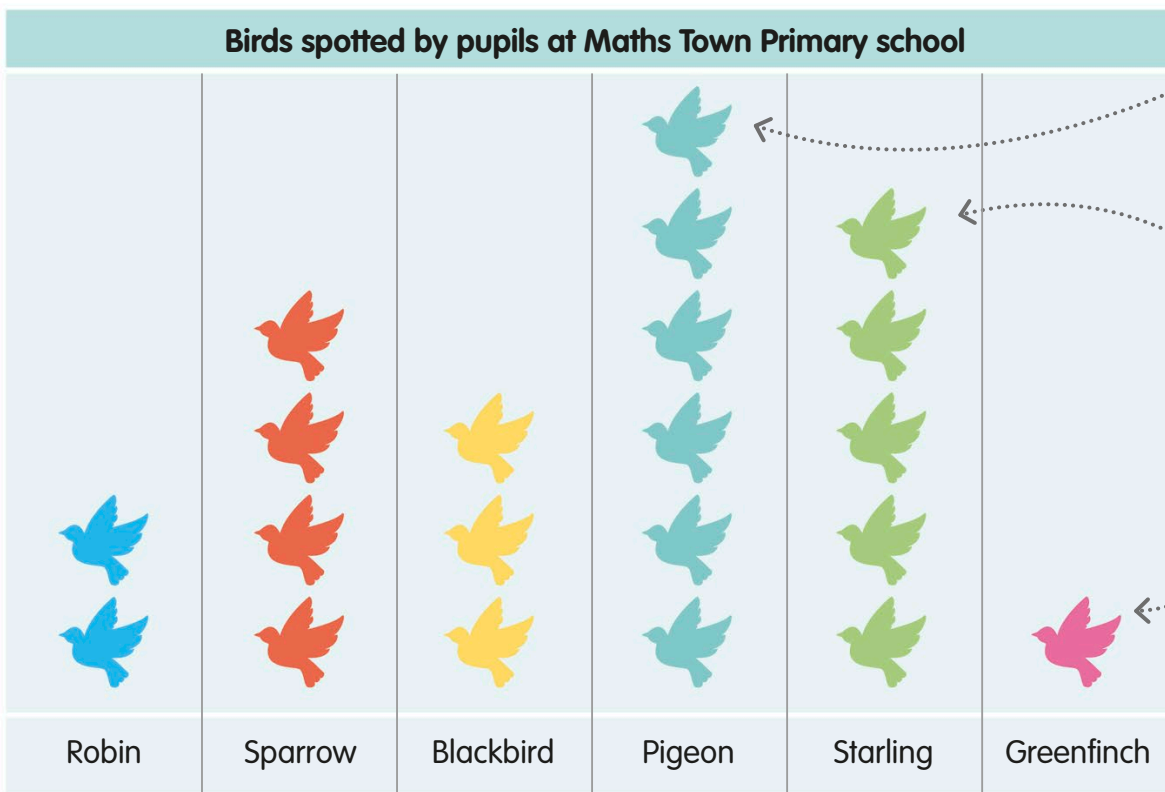 Birds spotted by pupils at Maths Town Primary school
Robin Sparrow Blackbird Pigeon Starling Greenfinch